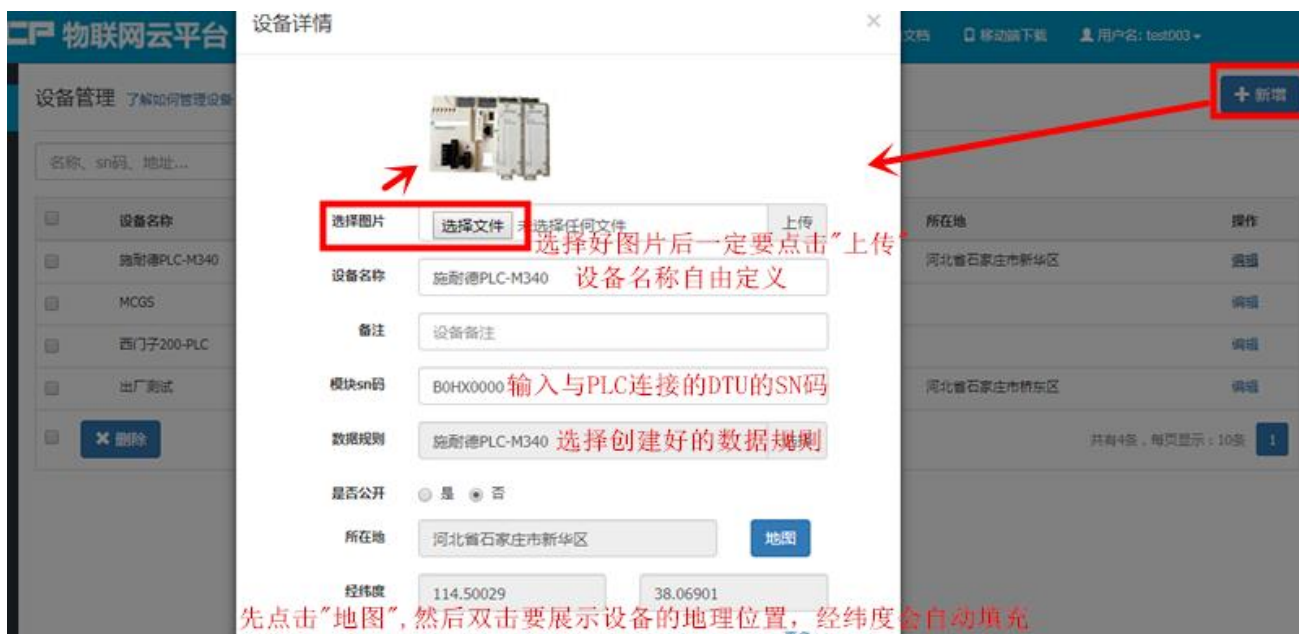 CP 物联网云平台
设备详情
×
文档 移动端下载 用户名: test003
设备管理 了解如何管理设备
+ 新增
名称、sn码、地址...
选择图片 选择文件 未选择任何文件 上传
选择好图片后一定要点击"上传"
设备名称 所在地 操作
设备名称 施耐德PLC-M340 设备名称自由定义
施耐德PLC-M340 河北省石家庄市新华区 编辑
MCGS 编辑
备注 设备备注
西门子200-PLC 编辑
模块sn码 B0HX0000 输入与PLC连接的DTU的SN码
出厂测试 河北省石家庄市桥东区 编辑
数据规则 施耐德PLC-M340 选择创建好的数据规则 选择
删除 共有4条，每页显示：10条 1
是否公开 是 否
所在地 河北省石家庄市新华区 地图
经纬度 114.50029 38.06901
先点击"地图",然后双击要展示设备的地理位置，经纬度会自动填充